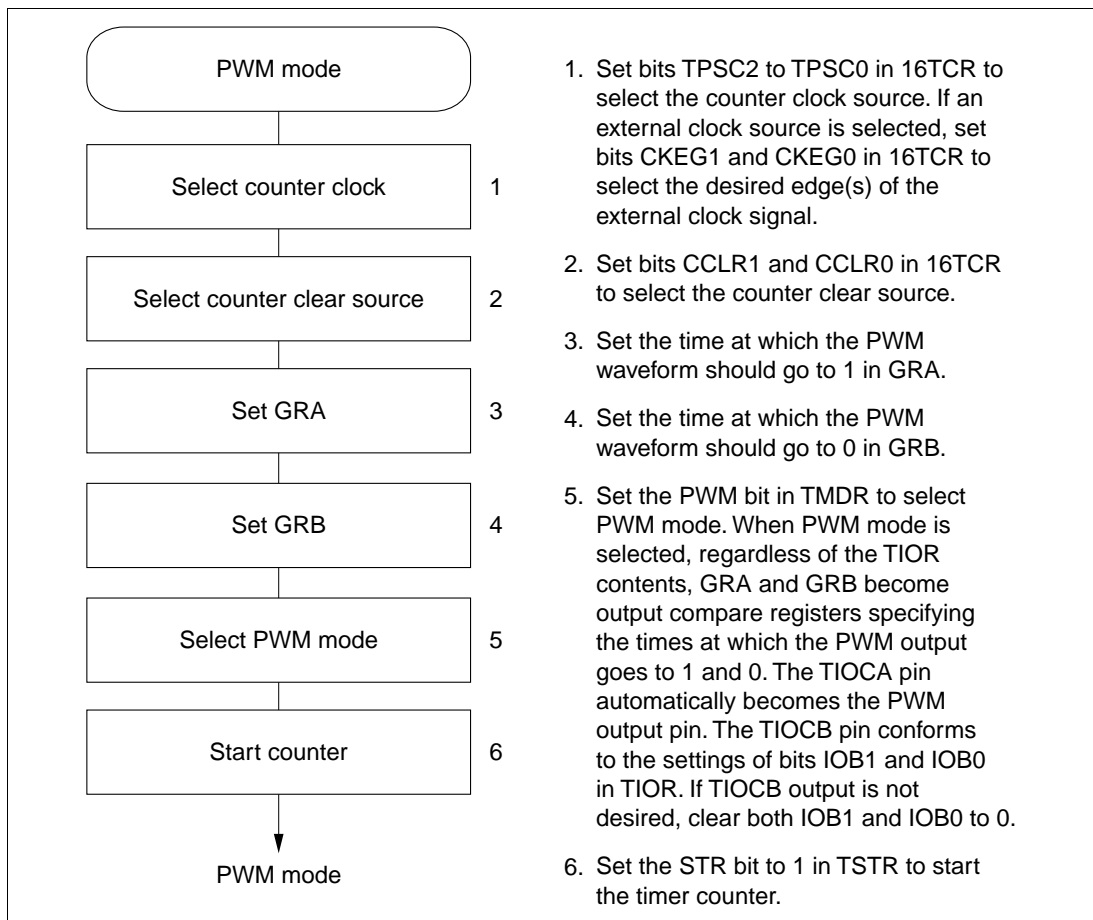 PWM mode
Select counter clock
1
Select counter clear source
2
Set GRA
3
Set GRB
4
Select PWM mode
5
Start counter
6
PWM mode
1. Set bits TPSC2 to TPSC0 in 16TCR to
select the counter clock source. If an
external clock source is selected, set
bits CKEG1 and CKEG0 in 16TCR to
select the desired edge(s) of the
external clock signal.
2. Set bits CCLR1 and CCLR0 in 16TCR
to select the counter clear source.
3. Set the time at which the PWM
waveform should go to 1 in GRA.
4. Set the time at which the PWM
waveform should go to 0 in GRB.
5. Set the PWM bit in TMDR to select
PWM mode. When PWM mode is
selected, regardless of the TIOR
contents, GRA and GRB become
output compare registers specifying
the times at which the PWM output
goes to 1 and 0. The TIOCA pin
automatically becomes the PWM
output pin. The TIOCB pin conforms
to the settings of bits IOB1 and IOB0
in TIOR. If TIOCB output is not
desired, clear both IOB1 and IOB0 to 0.
6. Set the STR bit to 1 in TSTR to start
the timer counter.